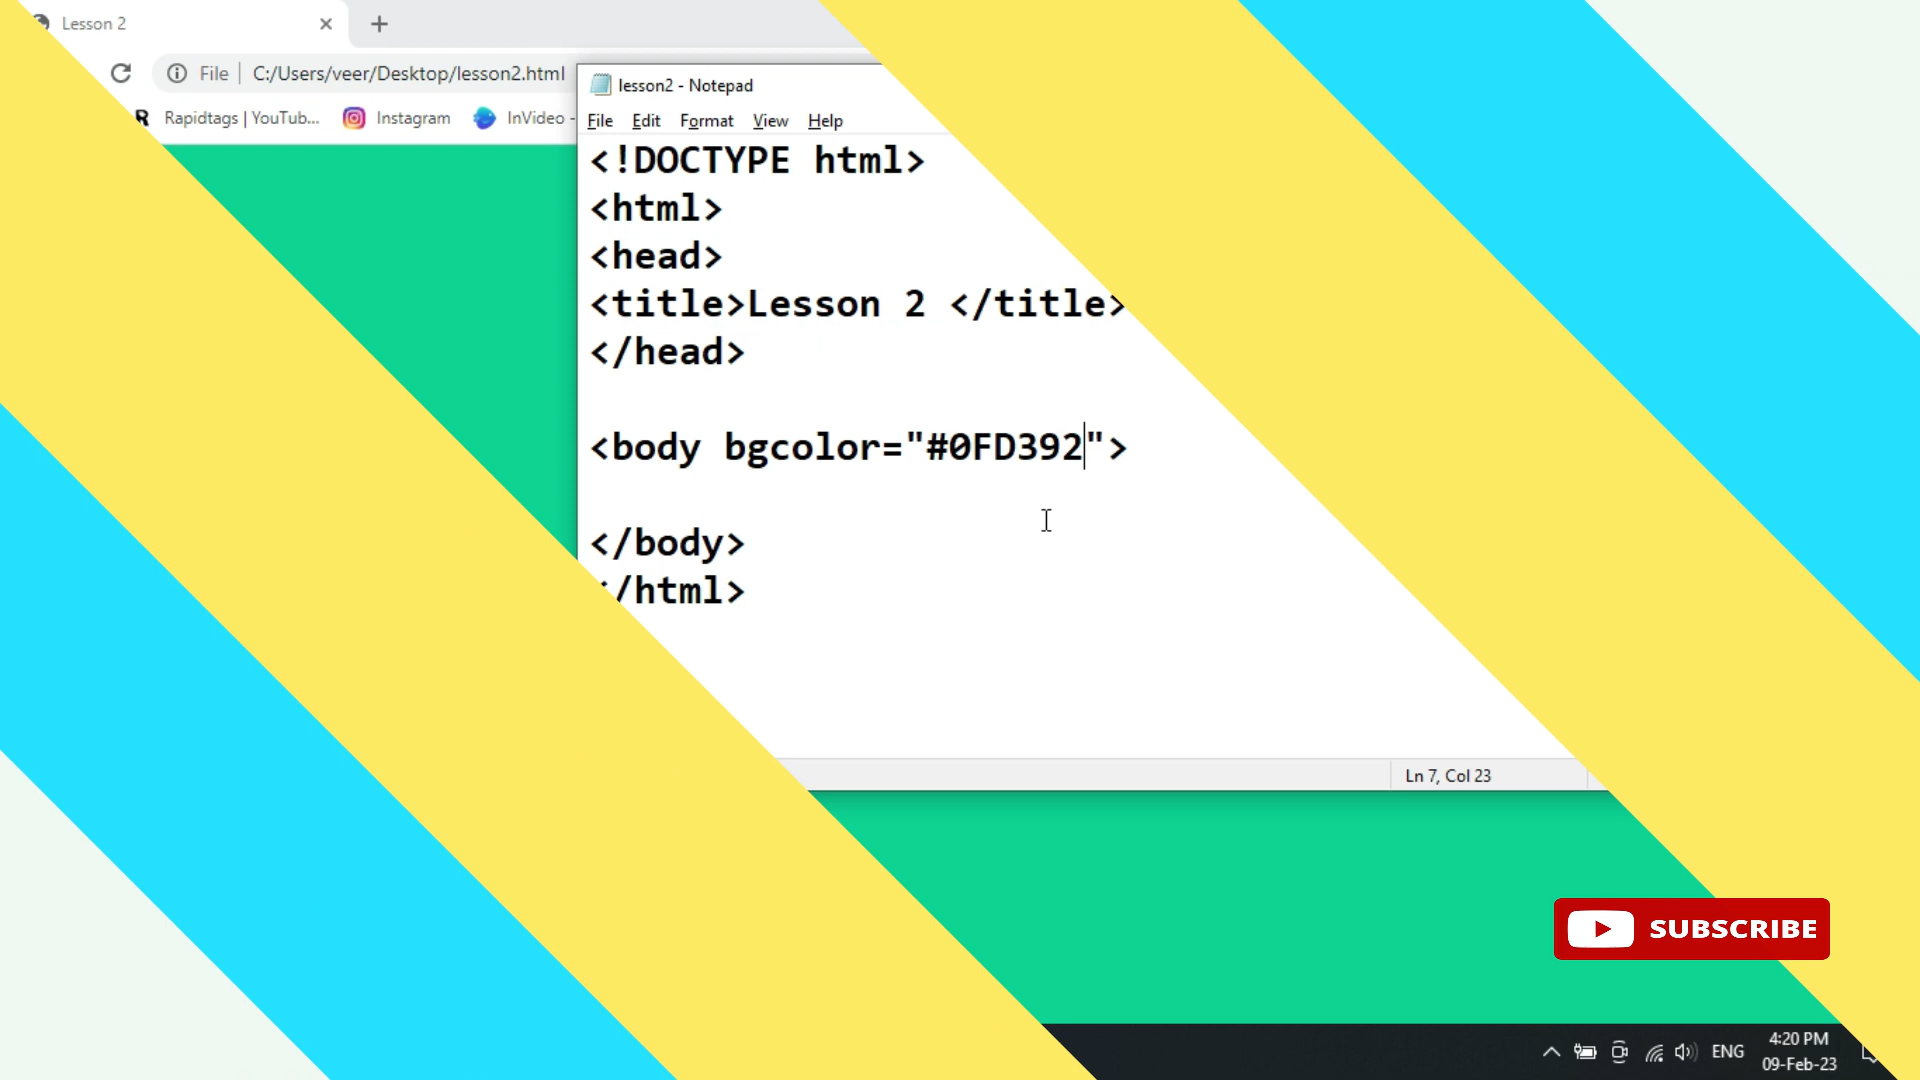 Lesson 2
File C:/Users/veer/Desktop/lesson2.html
Rapidtags | YouTub... Instagram InVideo -
lesson2 - Notepad
File Edit Format View Help
<!DOCTYPE html>
<html>
<head>
<title>Lesson 2 </title>
</head>
<body bgcolor="#0FD392">
</body>
/html>
Ln 7, Col 23
SUBSCRIBE
ENG
4:20 PM
09-Feb-23